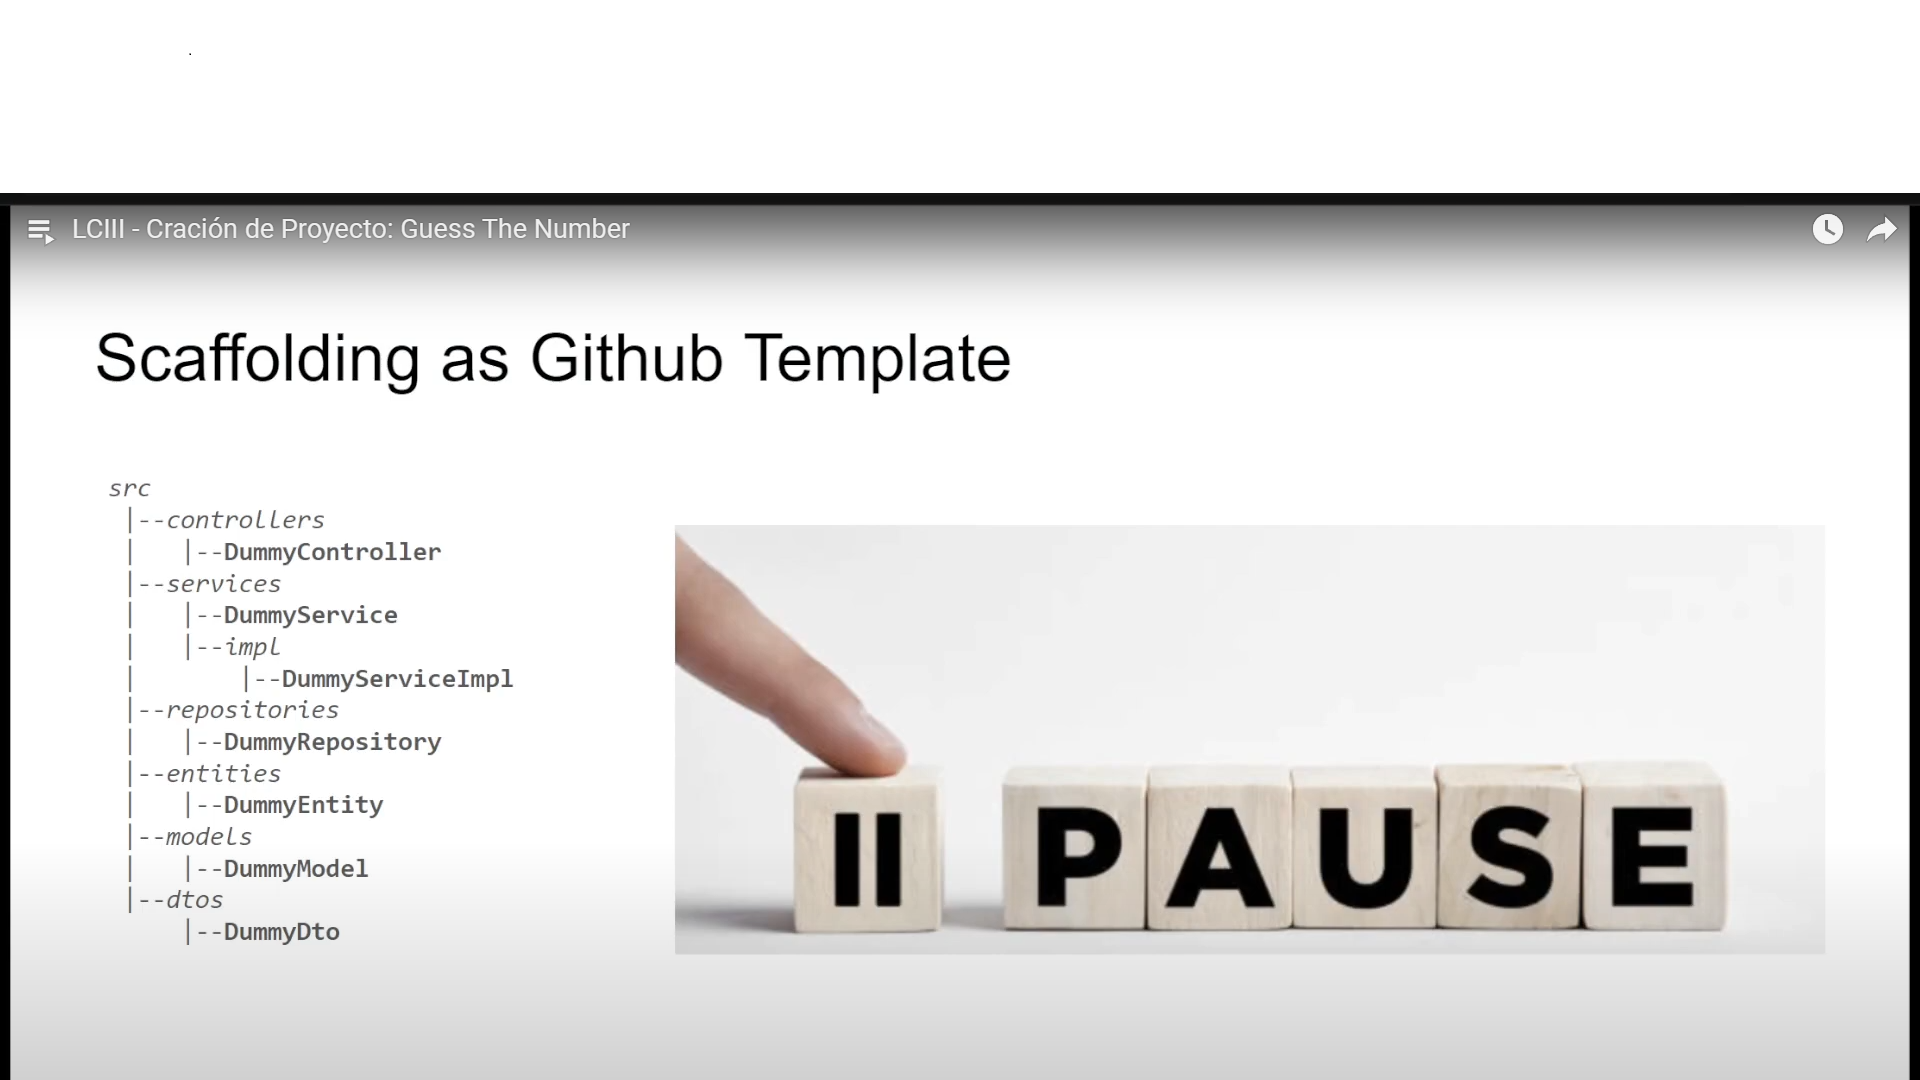 LCIII - Cración de Proyecto: Guess The Number
Scaffolding as Github Template
src
|--controllers
|   |--DummyController
|--services
|   |--DummyService
|   |--impl
|       |--DummyServiceImpl
|--repositories
|   |--DummyRepository
|--entities
|   |--DummyEntity
|--models
|   |--DummyModel
|--dtos
    |--DummyDto
PAUSE